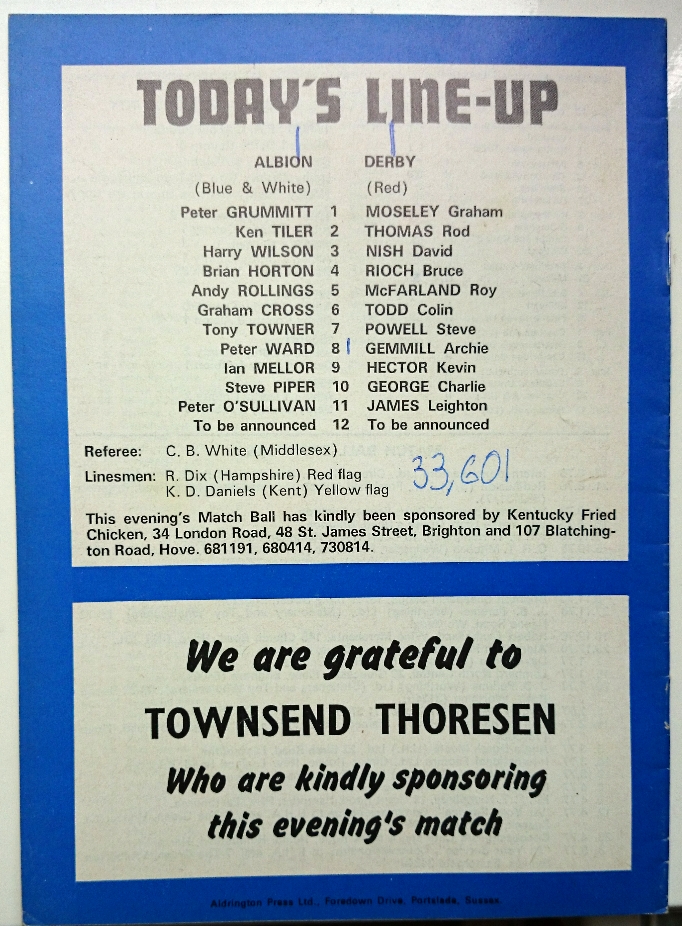 TODAY'S LINE-UP
ALBION DERBY
(Blue & White) (Red)
Peter GRUMMITT 1 MOSELEY Graham
Ken TILER 2 THOMAS Rod
Harry WILSON 3 NISH David
Brian HORTON 4 RIOCH Bruce
Andy ROLLINGS 5 McFARLAND Roy
Graham CROSS 6 TODD Colin
Tony TOWNER 7 POWELL Steve
Peter WARD 8 GEMMILL Archie
Ian MELLOR 9 HECTOR Kevin
Steve PIPER 10 GEORGE Charlie
Peter O'SULLIVAN 11 JAMES Leighton
To be announced 12 To be announced
Referee: C. B. White (Middlesex)
Linesmen: R. Dix (Hampshire) Red flag
K. D. Daniels (Kent) Yellow flag
33,601
This evening's Match Ball has kindly been sponsored by Kentucky Fried
Chicken, 34 London Road, 48 St. James Street, Brighton and 107 Blatching-
ton Road, Hove. 681191, 680414, 730814.
We are grateful to
TOWNSEND THORESEN
Who are kindly sponsoring
this evening's match
Aldrington Press Ltd., Foredown Drive, Portslade, Sussex.